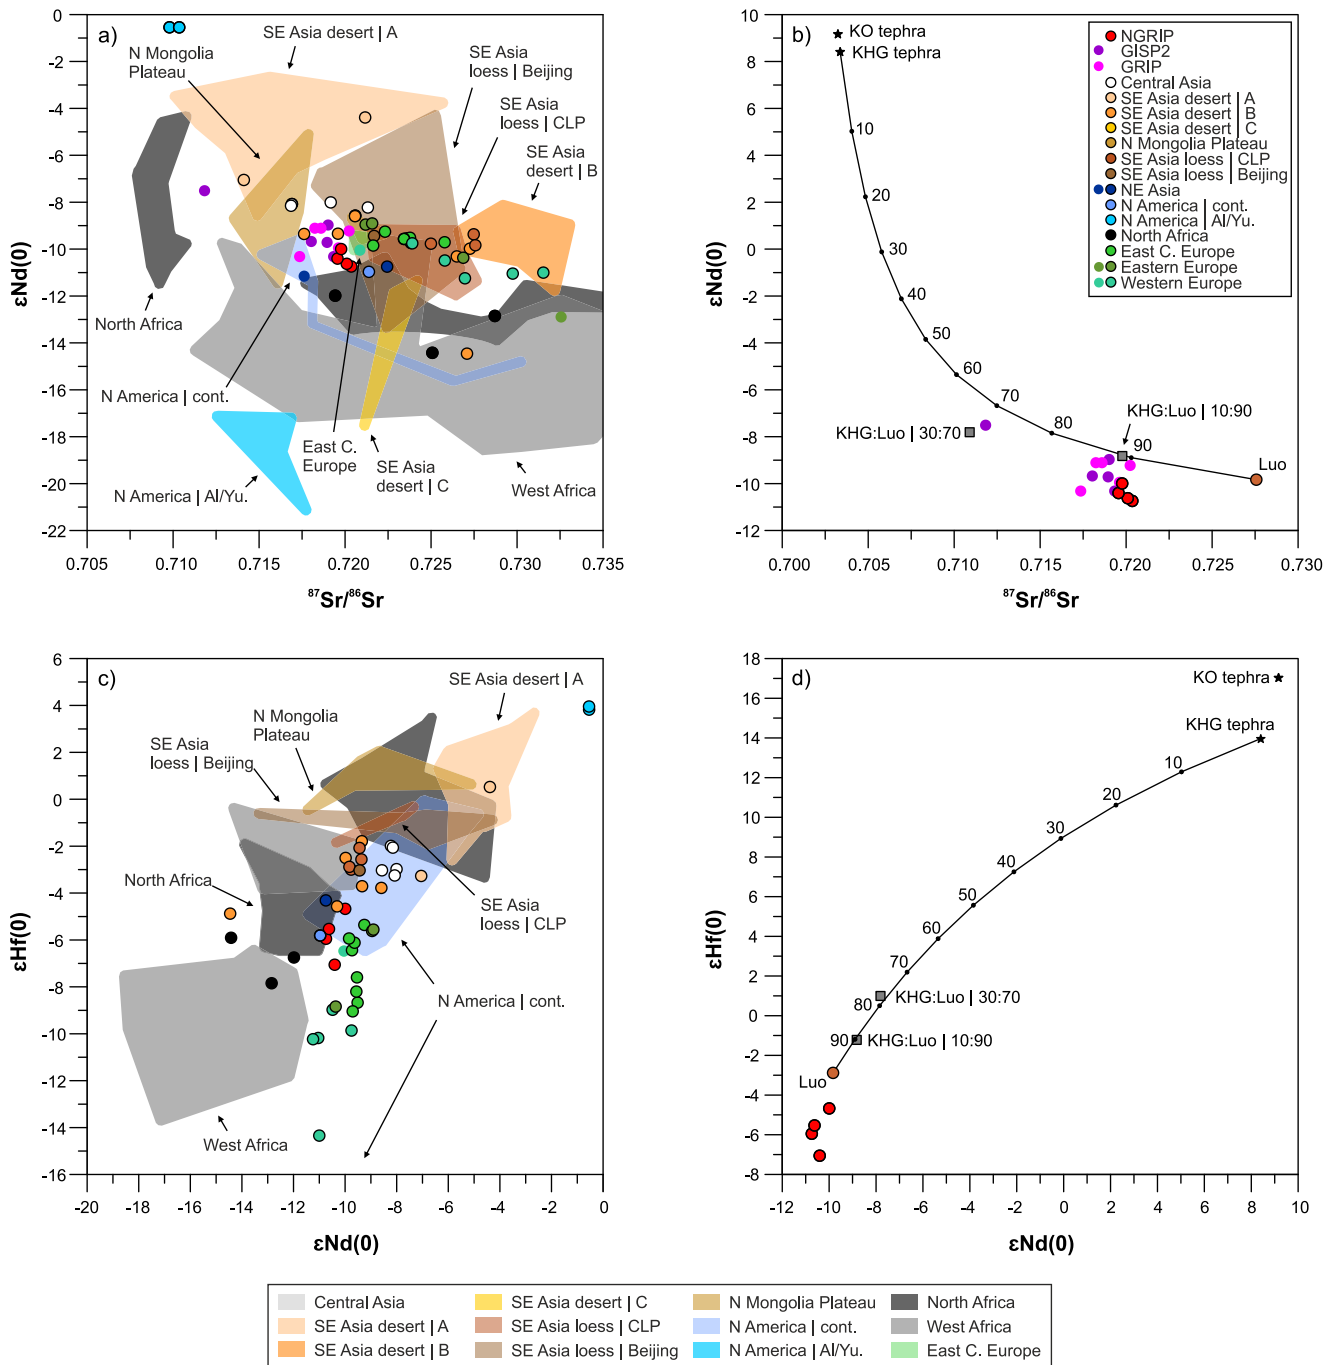 a)
SE Asia desert | A
N Mongolia
Plateau
SE Asia
loess | Beijing
SE Asia
loess | CLP
SE Asia
desert | B
North Africa
N America | cont.
East C.
Europe
SE Asia
desert | C
N America | Al/Yu.
West Africa
0
-2
-4
-6
-8
-10
-12
-14
-16
-18
-20
-22
εNd(0)
0.705 0.710 0.715 0.720 0.725 0.730 0.735
87Sr/86Sr
b)
KO tephra
KHG tephra
10
20
30
40
50
60
70
80
90
KHG:Luo | 30:70
KHG:Luo | 10:90
Luo
NGRIP
GISP2
GRIP
Central Asia
SE Asia desert | A
SE Asia desert | B
SE Asia desert | C
N Mongolia Plateau
SE Asia loess | CLP
SE Asia loess | Beijing
NE Asia
N America | cont.
N America | Al/Yu.
North Africa
East C. Europe
Eastern Europe
Western Europe
10
8
6
4
2
0
-2
-4
-6
-8
-10
-12
εNd(0)
0.700 0.705 0.710 0.715 0.720 0.725 0.730
87Sr/86Sr
c)
SE Asia desert | A
N Mongolia
Plateau
SE Asia
loess | Beijing
North Africa
SE Asia
loess | CLP
N America | cont.
West Africa
6
4
2
0
-2
-4
-6
-8
-10
-12
-14
-16
εHf(0)
-20 -18 -16 -14 -12 -10 -8 -6 -4 -2 0
εNd(0)
d)
KO tephra
KHG tephra
10
20
30
40
50
60
70
80
90
KHG:Luo | 30:70
KHG:Luo | 10:90
Luo
18
16
14
12
10
8
6
4
2
0
-2
-4
-6
-8
εHf(0)
-12 -10 -8 -6 -4 -2 0 2 4 6 8 10
εNd(0)
Central Asia SE Asia desert | C N Mongolia Plateau North Africa
SE Asia desert | A SE Asia loess | CLP N America | cont. West Africa
SE Asia desert | B SE Asia loess | Beijing N America | Al/Yu. East C. Europe